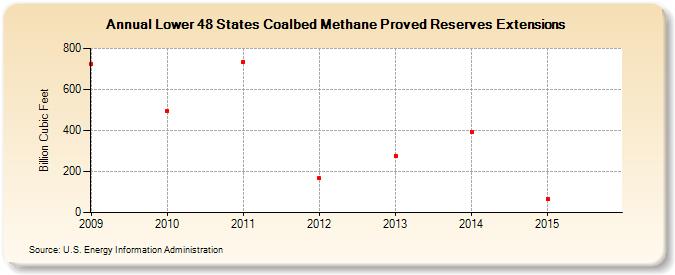 Annual Lower 48 States Coalbed Methane Proved Reserves Extensions
Billion Cubic Feet
800
600
400
200
0
2009 2010 2011 2012 2013 2014 2015
Source: U.S. Energy Information Administration